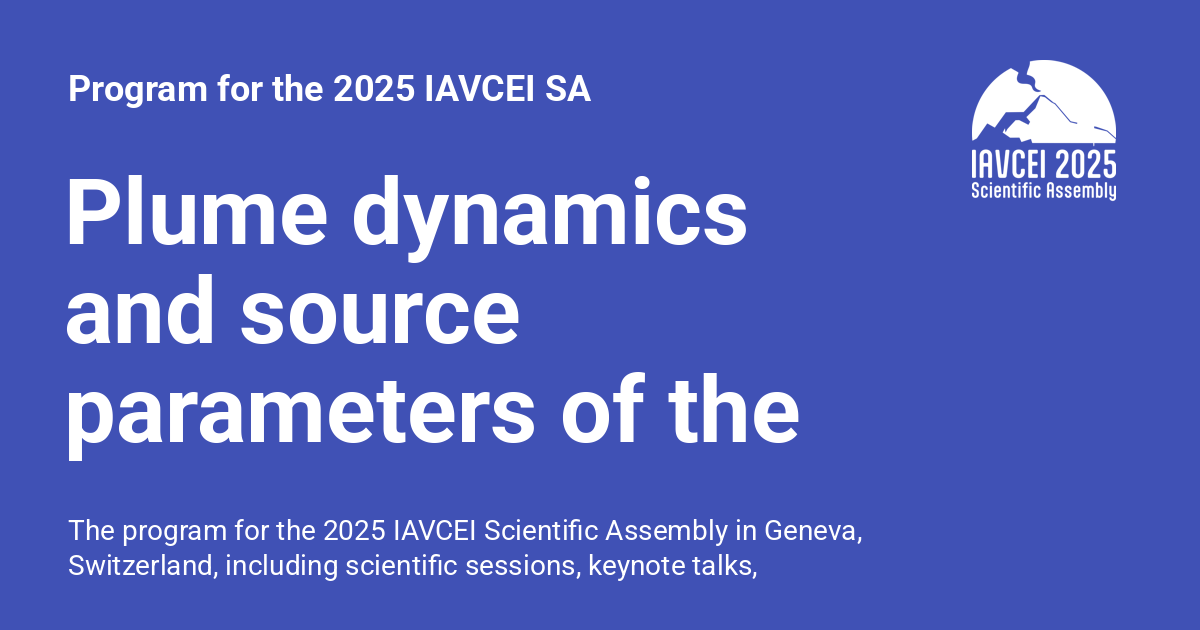 Program for the 2025 IAVCEI SA
IAVCEI 2025
Scientific Assembly
Plume dynamics
and source
parameters of the
The program for the 2025 IAVCEI Scientific Assembly in Geneva,
Switzerland, including scientific sessions, keynote talks,